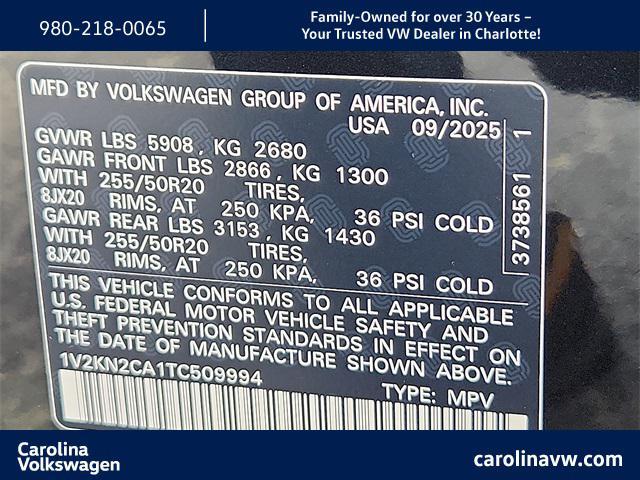 980-218-0065
Family-Owned for over 30 Years –
Your Trusted VW Dealer in Charlotte!
MFD BY VOLKSWAGEN GROUP OF AMERICA, INC.
USA 09/2025
GVWR LBS 5908, KG 2680
GAWR FRONT LBS 2866, KG 1300
WITH 255/50R20 TIRES,
8JX20 RIMS, AT 250 KPA, 36 PSI COLD
GAWR REAR LBS 3153, KG 1430
WITH 255/50R20 TIRES,
8JX20 RIMS, AT 250 KPA, 36 PSI COLD
3738561 1
THIS VEHICLE CONFORMS TO ALL APPLICABLE
U.S. FEDERAL MOTOR VEHICLE SAFETY AND
THEFT PREVENTION STANDARDS IN EFFECT ON
THE DATE OF MANUFACTURE SHOWN ABOVE.
1V2KN2CA1TC509994
TYPE: MPV
Carolina
Volkswagen
carolinavw.com